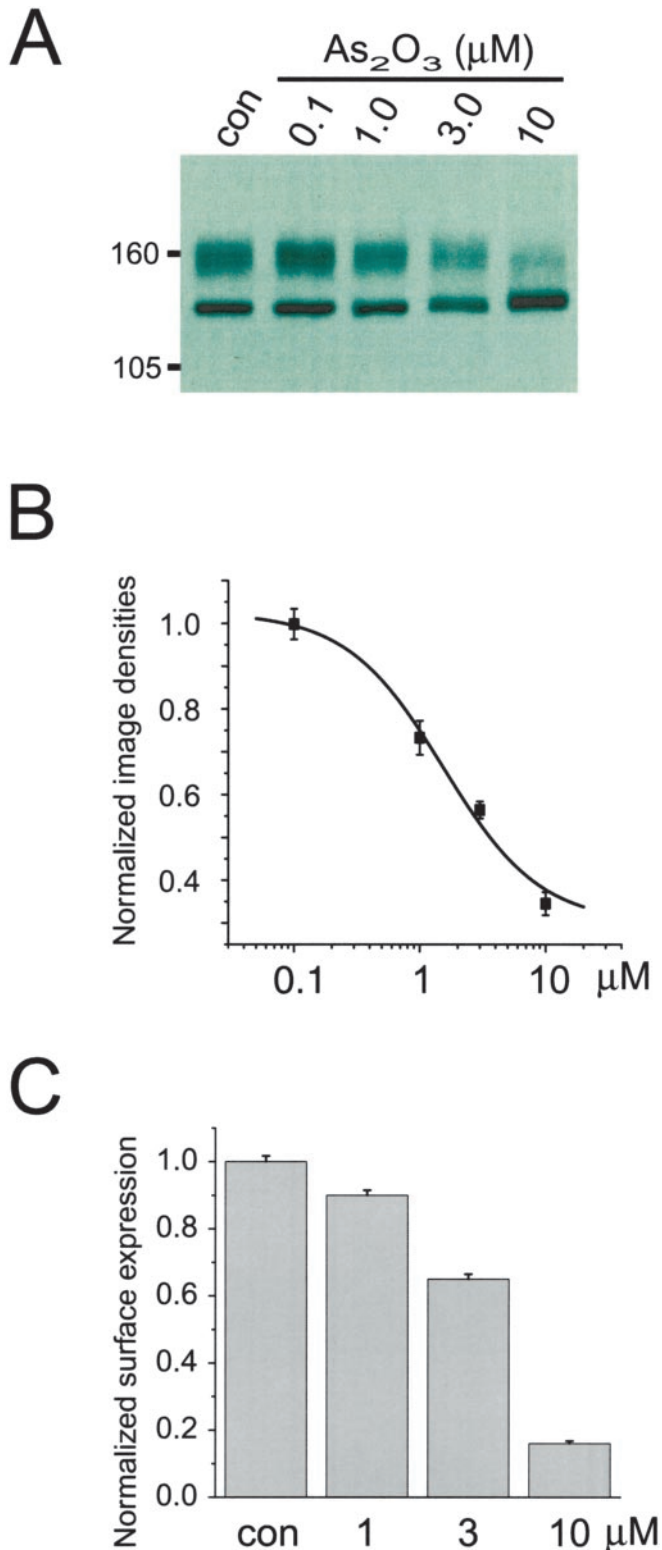 A
As₂O₃ (μM)
con 0.1 1.0 3.0 10
160
105
B
Normalized image densities
1.0
0.8
0.6
0.4
0.1 1 10 μM
C
Normalized surface expression
1.0
0.8
0.6
0.4
0.2
0.0
con 1 3 10 μM